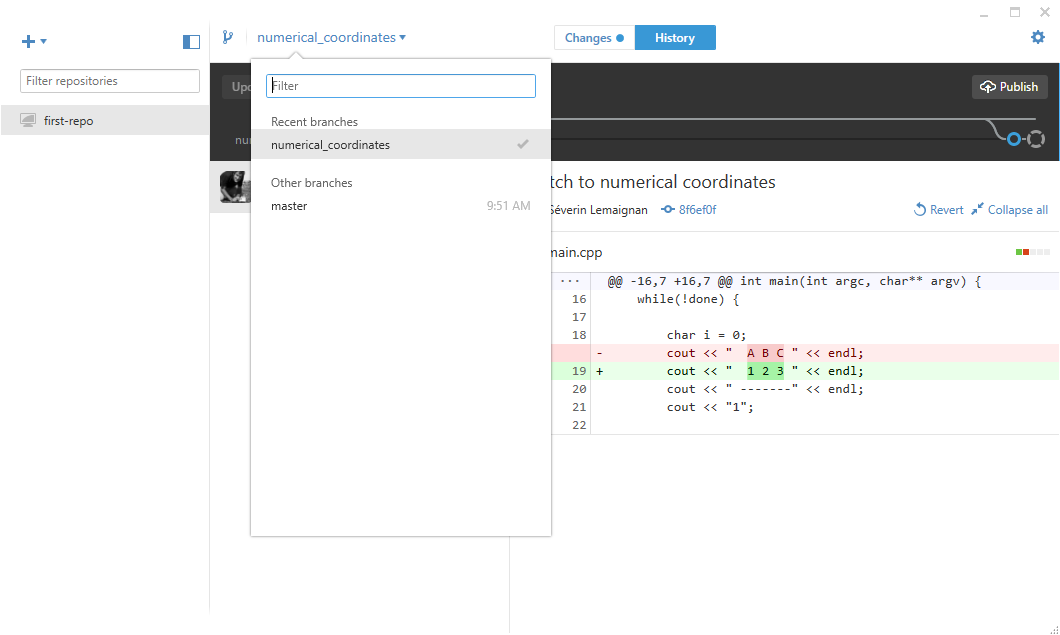 numerical_coordinates
Changes
History
Filter repositories
first-repo
Filter
Recent branches
numerical_coordinates
Other branches
master 9:51 AM
Publish
tch to numerical coordinates
Séverin Lemaignan 8f6ef0f
Revert Collapse all
main.cpp
... @@ -16,7 +16,7 @@ int main(int argc, char** argv) {
16 while(!done) {
17
18 char i = 0;
- cout << "  A B C " << endl;
19 + cout << "  1 2 3 " << endl;
20 cout << " -------" << endl;
21 cout << "1";
22